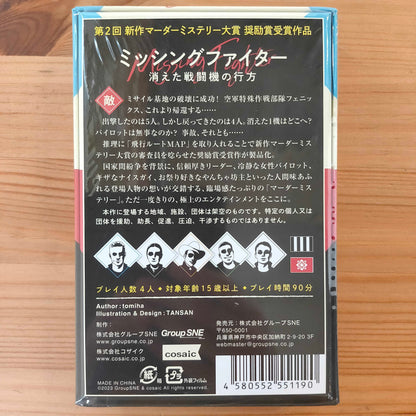 第2回 新作マーダーミステリー大賞 奨励賞受賞作品
Missing Fighter
ミッシングファイター
消えた戦闘機の行方
敵 ミサイル基地の破壊に成功! 空軍特殊作戦部隊フェニックス、これより帰還する――
出撃したのは5人。しかし戻ってきたのは4人。消えた1機はどこへ?
パイロットは無事なのか? 事故、それとも……
推理に「飛行ルートMAP」を取り入れることで新作マーダーミステリー大賞の審査員を唸らせた奨励賞受賞作が製品化。
国家間紛争を背景に、信頼厚きリーダー、冷静な女性パイロット、
キザなナイスガイ、お祭り好きなやんちゃ坊主といった人間味あふれる登場人物の想いが交錯する、臨場感たっぷりの「マーダーミステリー」。ただ一度きりの、極上のエンタテインメントをここに。
本作に登場する地域、施設、団体は架空のものです。特定の個人又は
団体を援助、助長、促進、圧迫、干渉するものではありません。
プレイ人数 4人 ◆ 対象年齢 15歳以上 ◆ プレイ時間 90分
Author : tomiha
Illustration & Design : TANSAN
制作:
株式会社グループSNE
www.groupsne.co.jp
株式会社コザイク
www.cosaic.co.jp
GroupSNE
cosaic
発売元:株式会社グループSNE
〒650-0001
兵庫県神戸市中央区加納町2-9-20 3F
webmaster@groupsne.co.jp
紙
箱
プラ
外装フィルム
MADE IN CHINA
©2023 GroupSNE & cosaic All rights reserved.
4 580552 551190